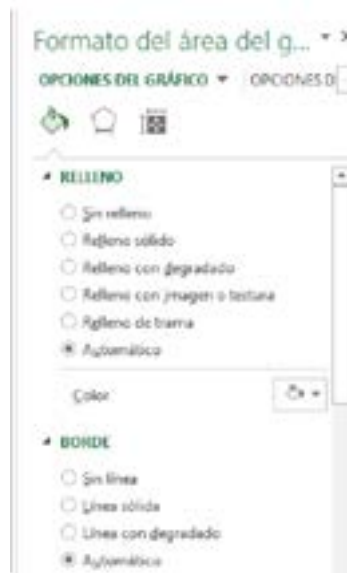 Formato del área del g...
OPCIONES DEL GRÁFICO OPCIONES D
RELLENO
Sin relleno
Relleno sólido
Relleno con degradado
Relleno con imagen o textura
Relleno de trama
Automático
Color
BORDE
Sin línea
Línea sólida
Línea con degradado
Automático